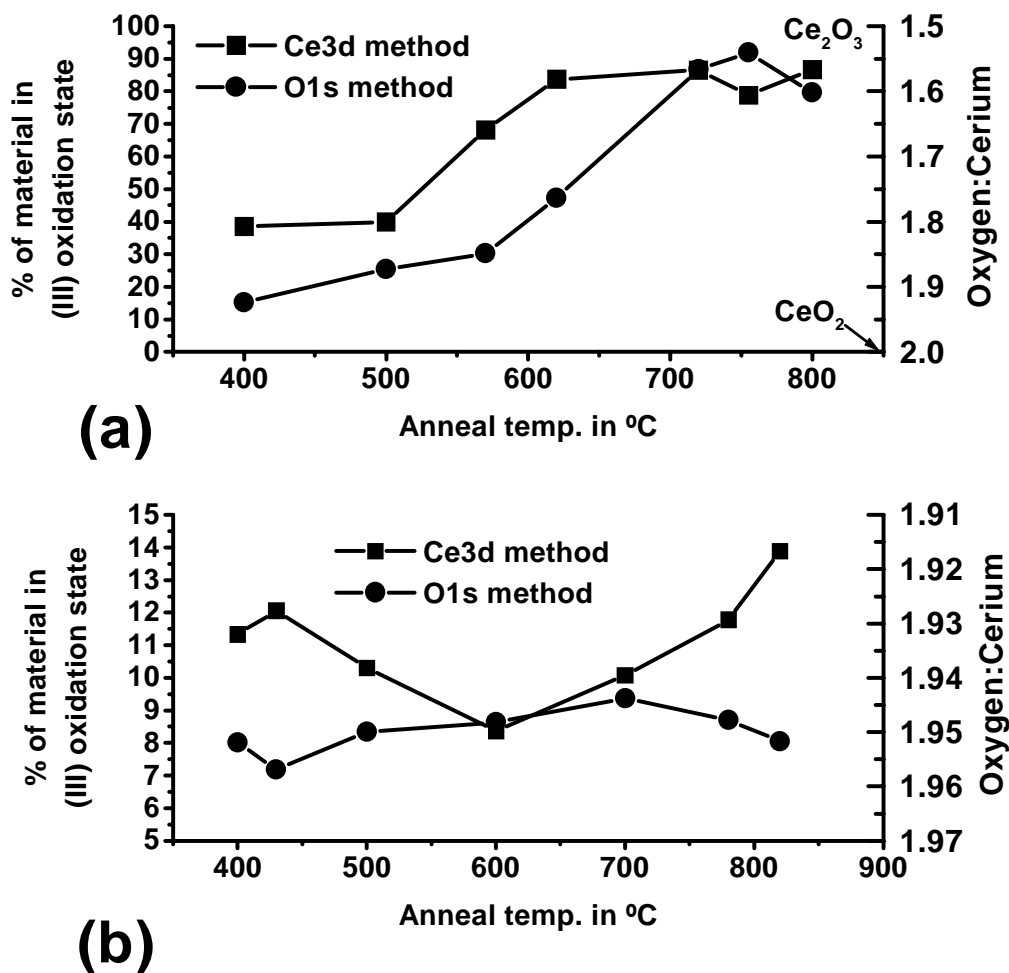 100
90
80
70
60
50
40
30
20
10
0
% of material in
(III) oxidation state
Ce3d method
O1s method
Ce₂O₃
CeO₂
1.5
1.6
1.7
1.8
1.9
2.0
Oxygen:Cerium
400 500 600 700 800
Anneal temp. in ºC
(a)
15
14
13
12
11
10
9
8
7
6
5
% of material in
(III) oxidation state
Ce3d method
O1s method
1.91
1.92
1.93
1.94
1.95
1.96
1.97
Oxygen:Cerium
400 500 600 700 800 900
Anneal temp. in ºC
(b)